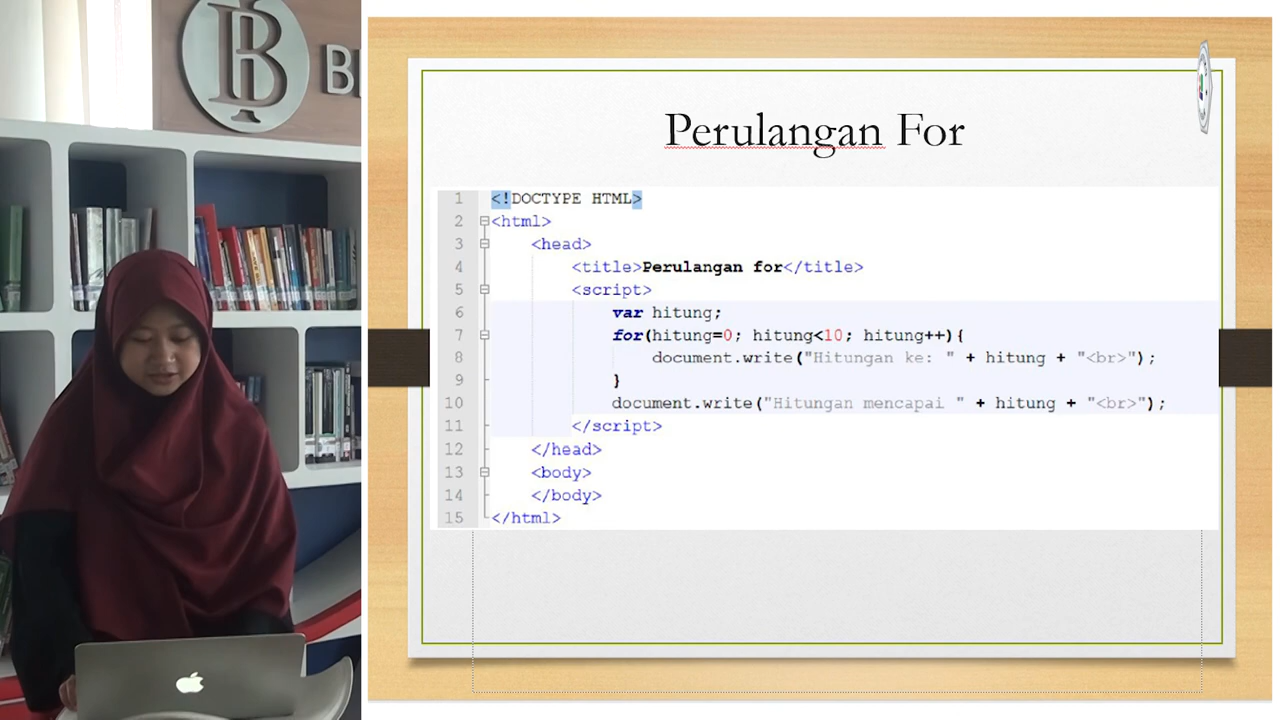 BI
Perulangan For
1 <!DOCTYPE HTML>
2 <html>
3 <head>
4 <title>Perulangan for</title>
5 <script>
6 var hitung;
7 for(hitung=0; hitung<10; hitung++){
8 document.write("Hitungan ke: " + hitung + "<br>");
9 }
10 document.write("Hitungan mencapai " + hitung + "<br>");
11 </script>
12 </head>
13 <body>
14 </body>
15 </html>